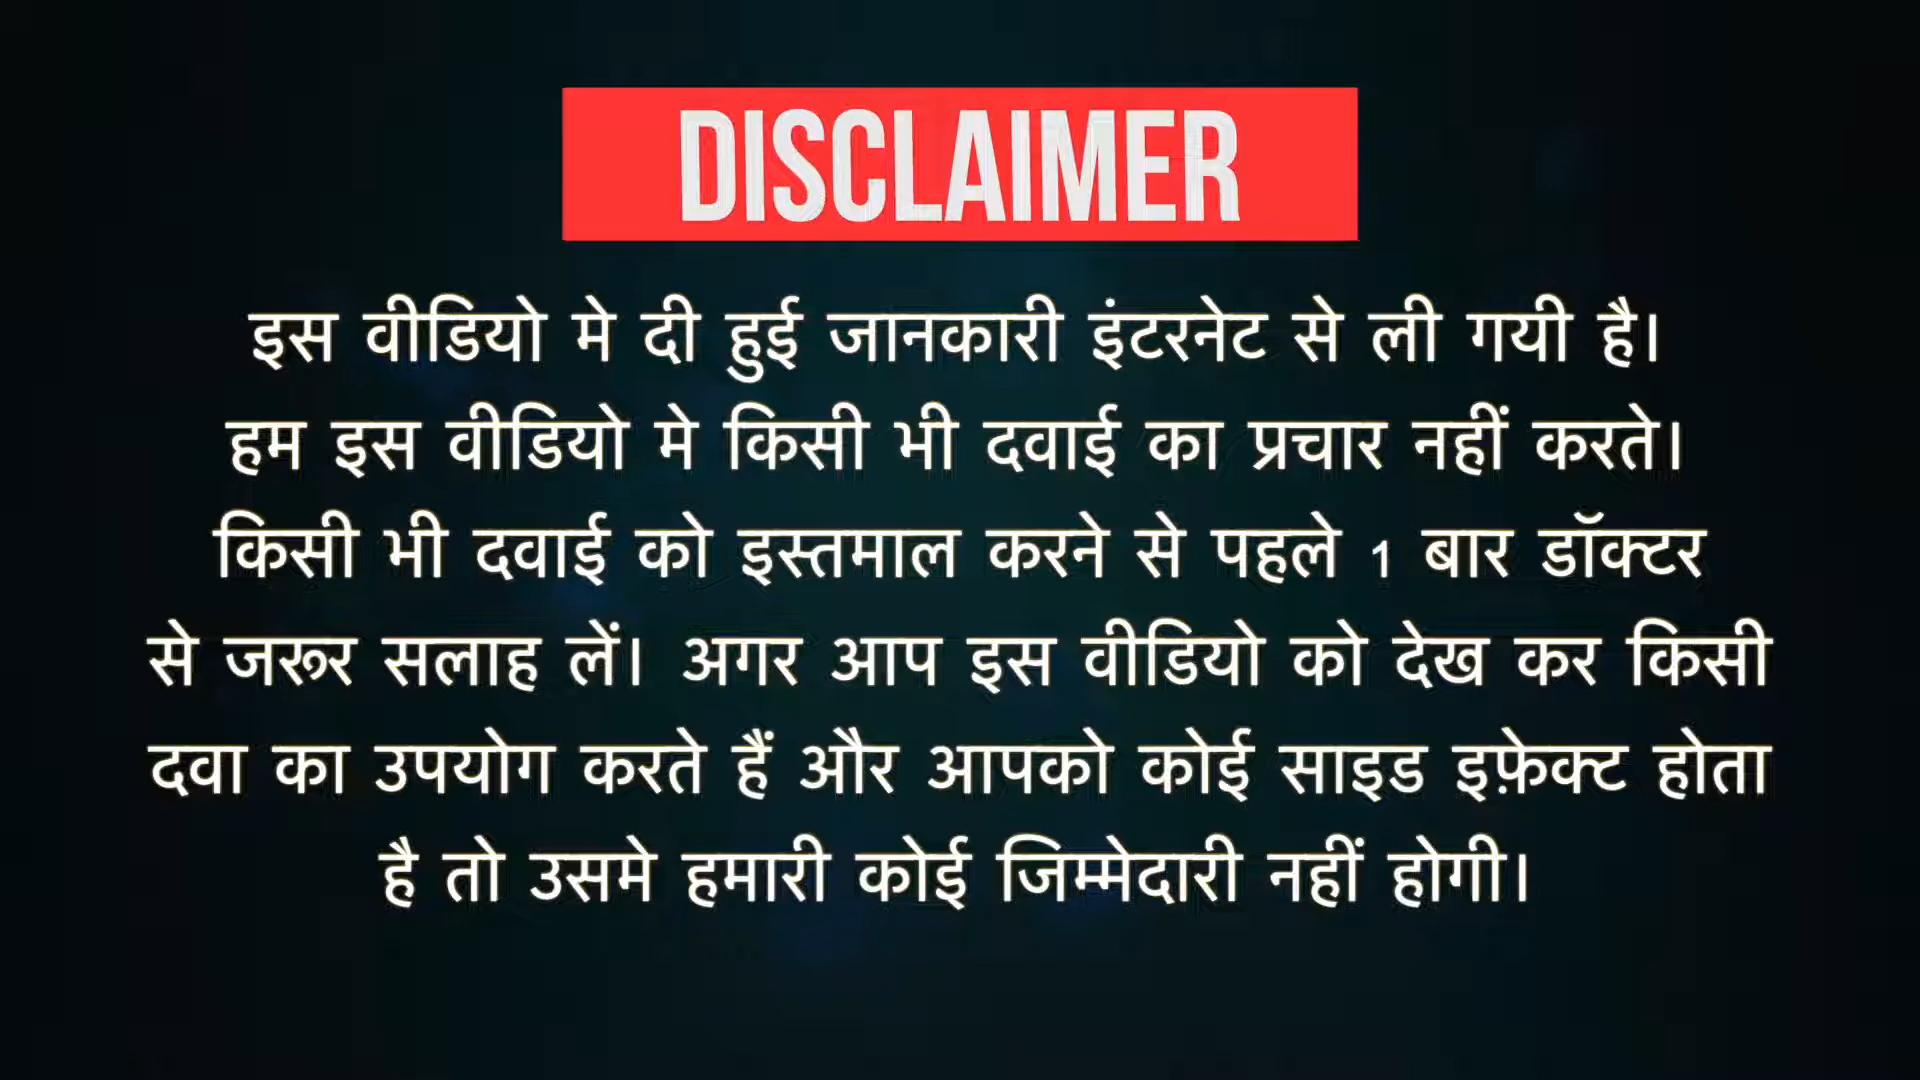 DISCLAIMER
इस वीडियो मे दी हुई जानकारी इंटरनेट से ली गयी है।
हम इस वीडियो मे किसी भी दवाई का प्रचार नहीं करते।
किसी भी दवाई को इस्तमाल करने से पहले 1 बार डॉक्टर
से जरूर सलाह लें। अगर आप इस वीडियो को देख कर किसी
दवा का उपयोग करते हैं और आपको कोई साइड इफ़ेक्ट होता
है तो उसमे हमारी कोई जिम्मेदारी नहीं होगी।